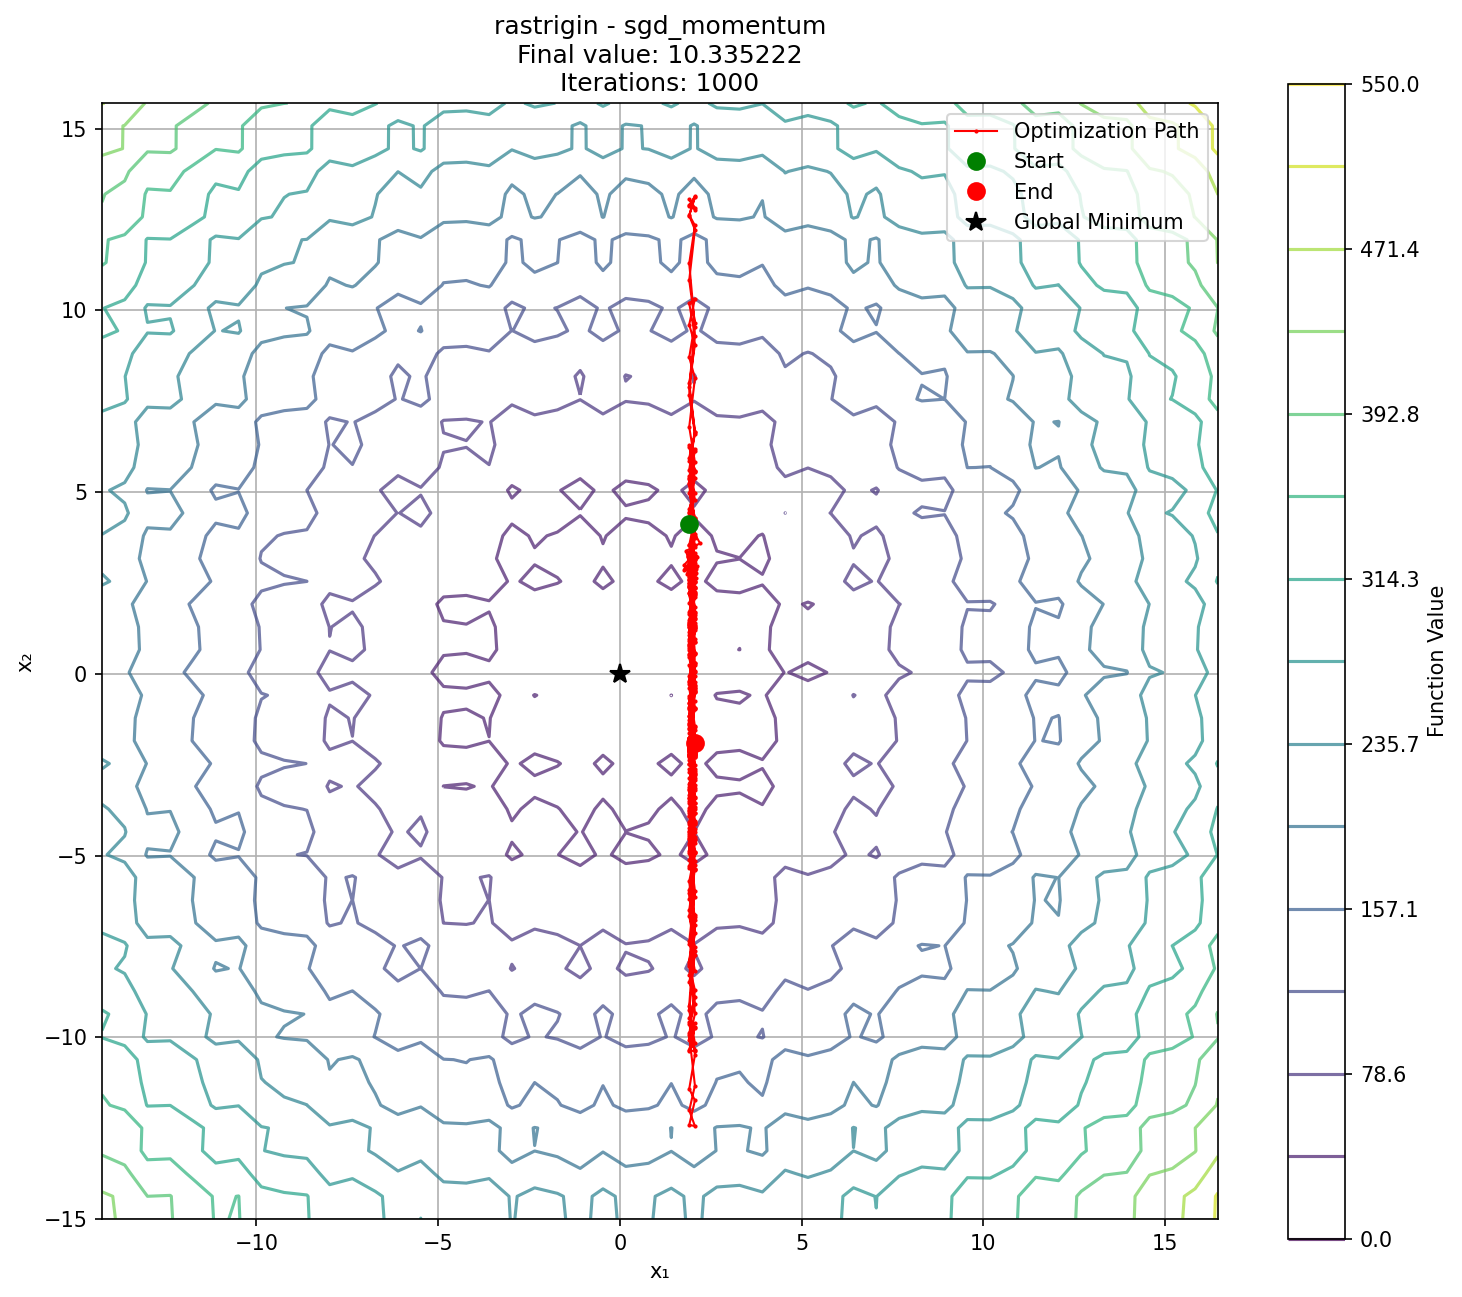 rastrigin - sgd_momentum
Final value: 10.335222
Iterations: 1000
Optimization Path
Start
End
Global Minimum
15
10
5
0
−5
−10
−15
−10
−5
0
5
10
15
x₁
x₂
550.0
471.4
392.8
314.3
235.7
157.1
78.6
0.0
Function Value